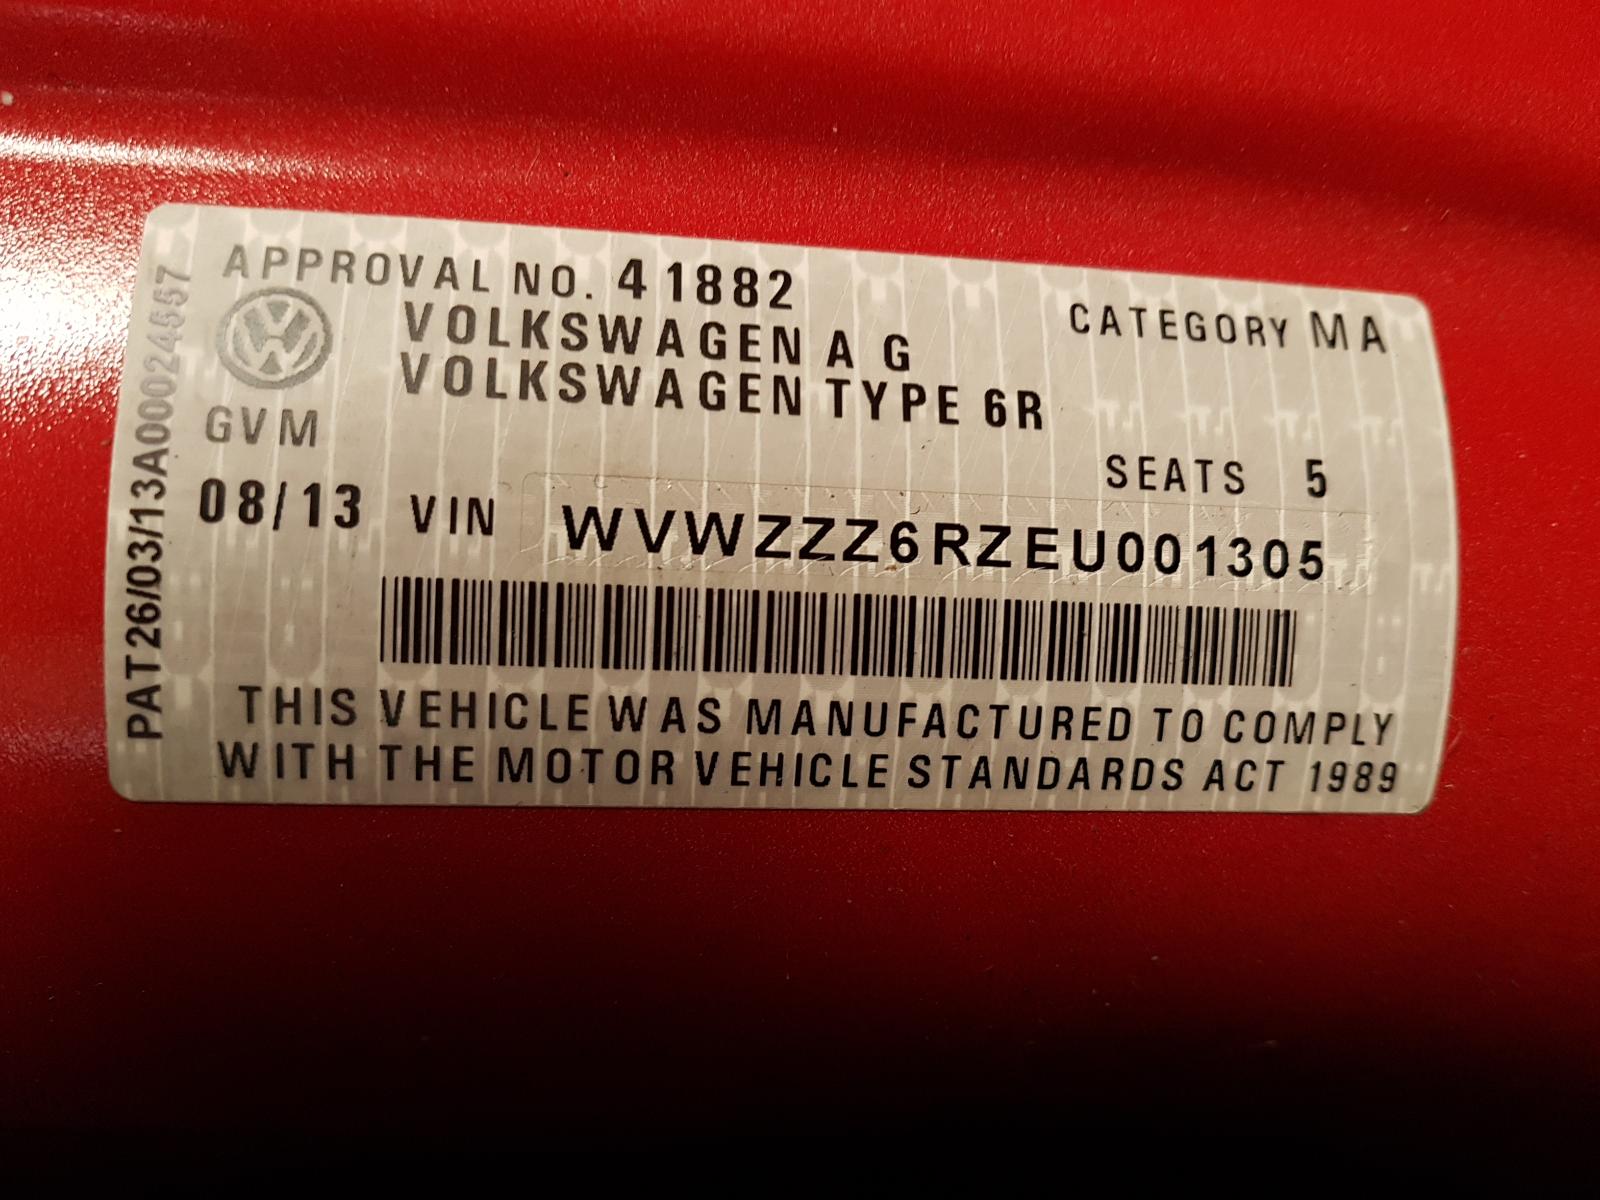 APPROVAL NO. 41882
CATEGORY MA
VOLKSWAGEN A G
VOLKSWAGEN TYPE 6R
GVM
SEATS 5
08/13 VIN WVWZZZ6RZEU001305
THIS VEHICLE WAS MANUFACTURED TO COMPLY
WITH THE MOTOR VEHICLE STANDARDS ACT 1989
PAT26/03/13A00024557